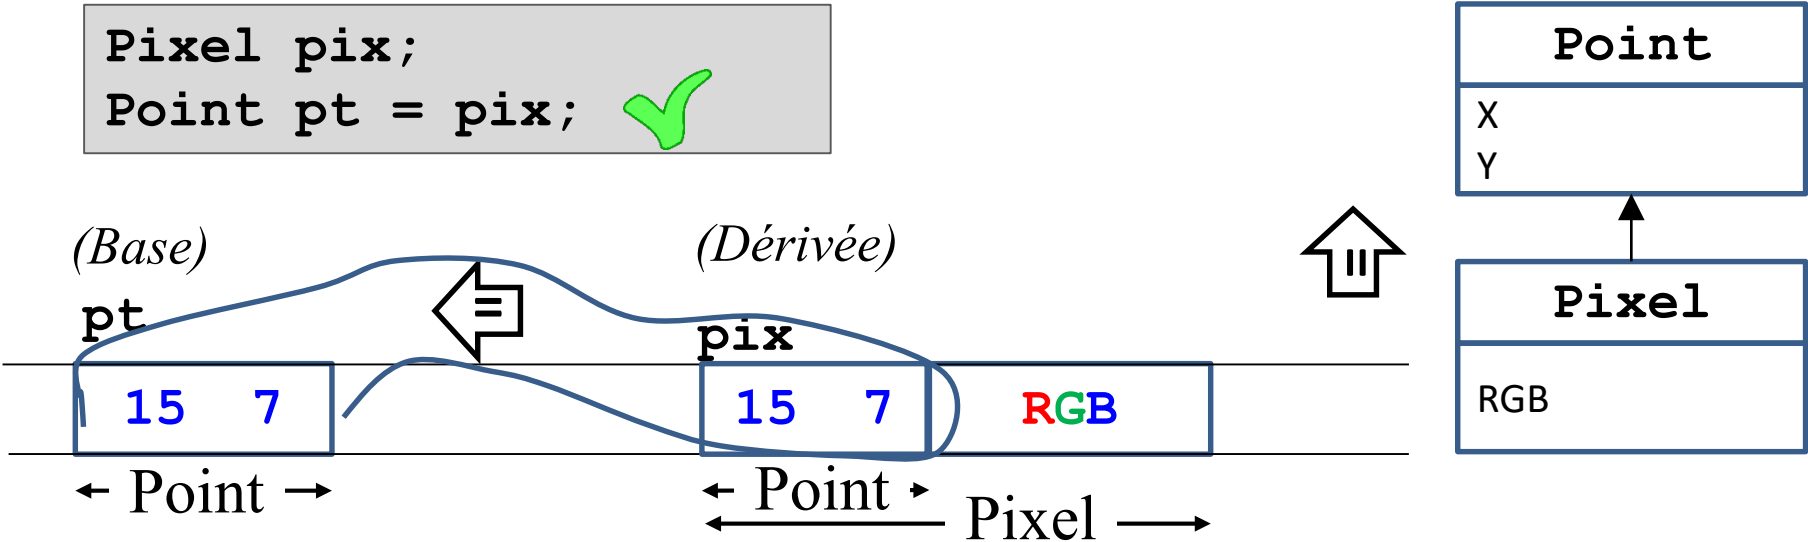 Pixel pix;
Point pt = pix;
Point
X
Y
(Base)
(Dérivée)
=
=
pt
pix
Pixel
15 7
15 7
RGB
RGB
Point
Point
Pixel